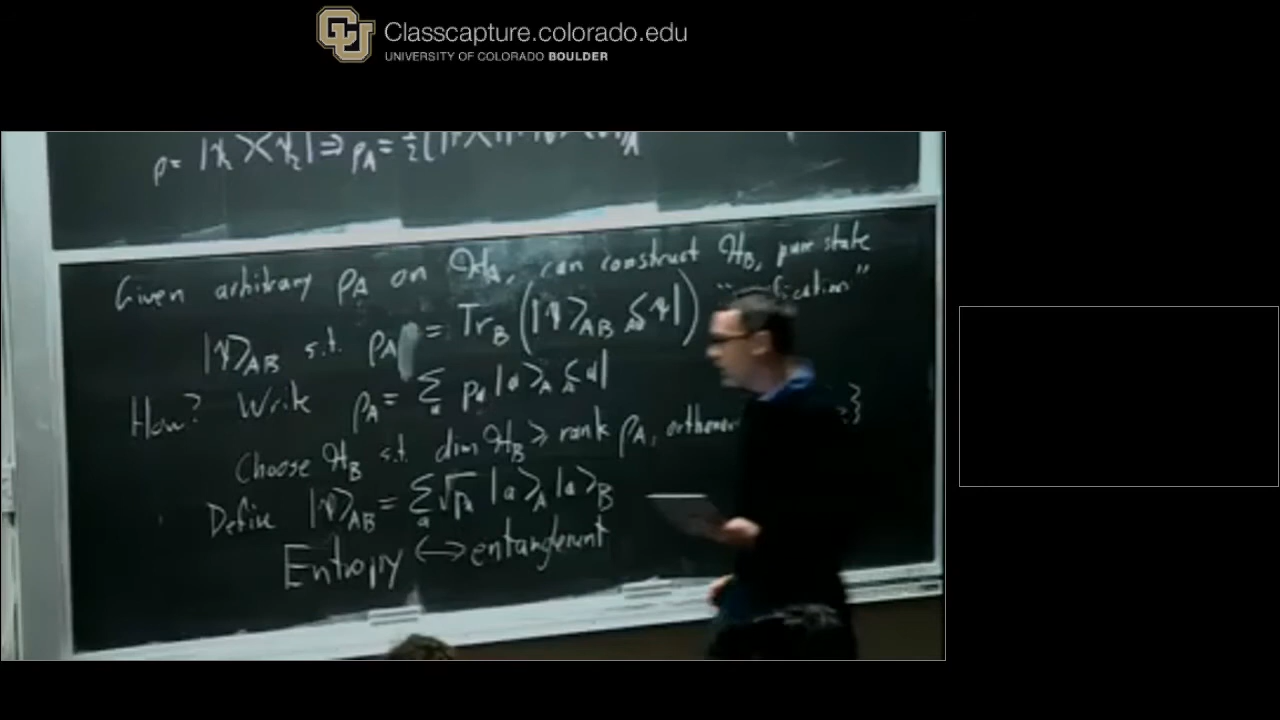 CU Classcapture.colorado.edu
UNIVERSITY OF COLORADO BOULDER
ρ= |ψ₂⟩⟨ψ₂| ⇒ ρ_A = ½(
Given arbitrary ρ_A on ℋ_A, can construct ℋ_B, pure state
|ψ⟩_AB s.t. ρ_A = Tr_B (|ψ⟩_AB ⟨ψ|)
How? Write ρ_A = Σ_a p_a |a⟩_A ⟨a|
Choose ℋ_B s.t. dim ℋ_B ≥ rank ρ_A,
Define |ψ⟩_AB = Σ_a √p_a |a⟩_A |a⟩_B
Entropy ↔ entanglement